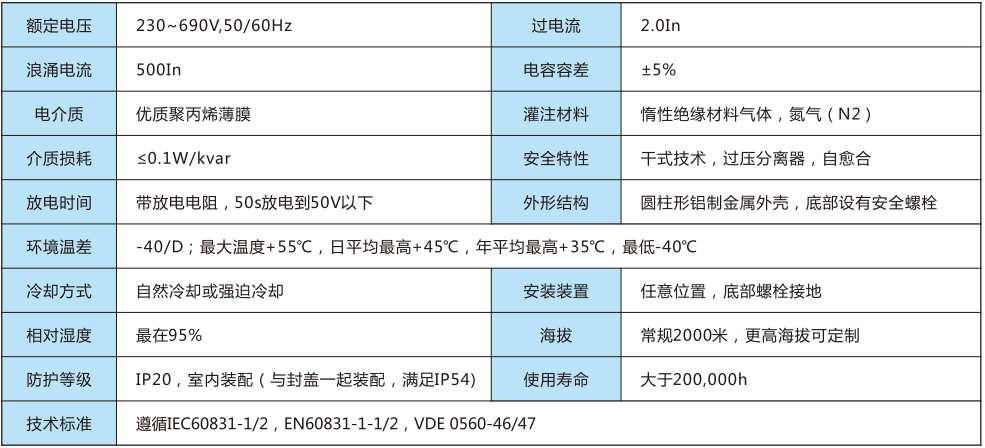 额定电压 230~690V,50/60Hz 过电流 2.0In
浪涌电流 500In 电容容差 ±5%
电介质 优质聚丙烯薄膜 灌注材料 惰性绝缘材料气体，氮气（N2）
介质损耗 ≤0.1W/kvar 安全特性 干式技术，过压分离器，自愈合
放电时间 带放电电阻，50s放电到50V以下 外形结构 圆柱形铝制金属外壳，底部设有安全螺栓
环境温差 -40/D；最大温度+55℃，日平均最高+45℃，年平均最高+35℃，最低-40℃
冷却方式 自然冷却或强迫冷却 安装装置 任意位置，底部螺栓接地
相对湿度 最在95% 海拔 常规2000米，更高海拔可定制
防护等级 IP20，室内装配（与封盖一起装配，满足IP54) 使用寿命 大于200,000h
技术标准 遵循IEC60831-1/2，EN60831-1-1/2，VDE 0560-46/47